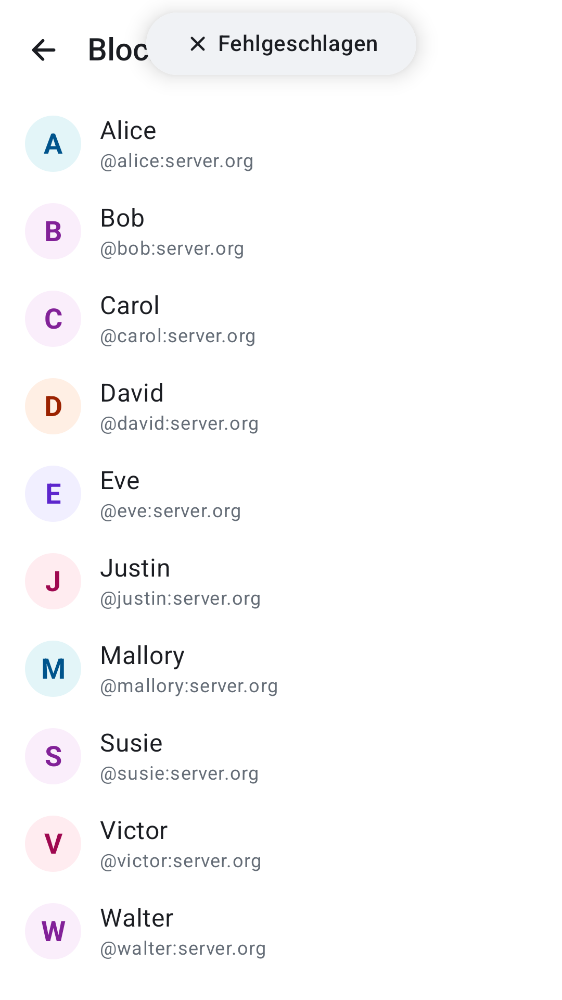 Bloc
Fehlgeschlagen
A
Alice
@alice:server.org
B
Bob
@bob:server.org
C
Carol
@carol:server.org
D
David
@david:server.org
E
Eve
@eve:server.org
J
Justin
@justin:server.org
M
Mallory
@mallory:server.org
S
Susie
@susie:server.org
V
Victor
@victor:server.org
W
Walter
@walter:server.org